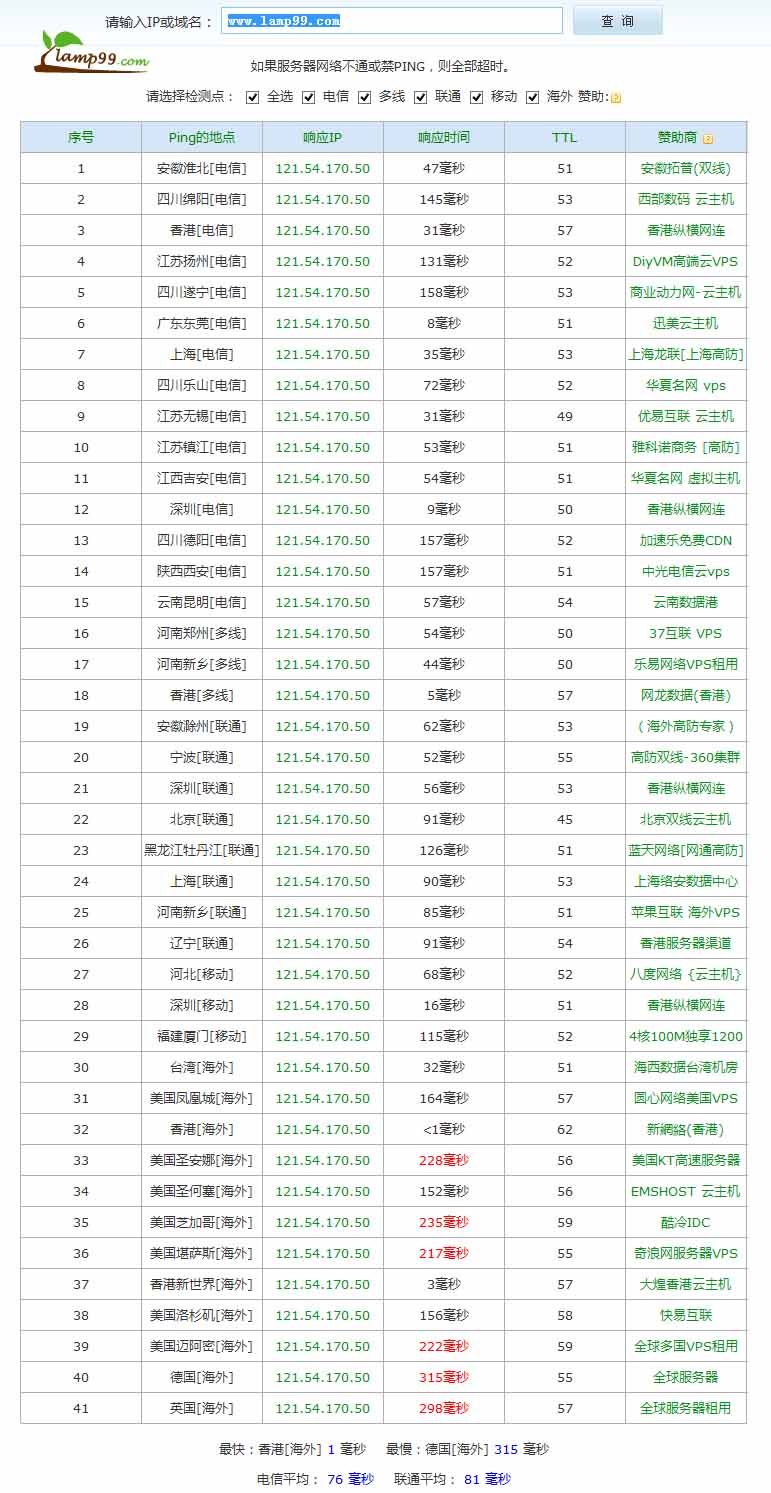 请输入IP或域名： www.lamp99.com 查 询
lamp99.com
如果服务器网络不通或禁PING，则全部超时。
请选择检测点： 全选 电信 多线 联通 移动 海外 赞助:
序号 Ping的地点 响应IP 响应时间 TTL 赞助商
1 安徽淮北[电信] 121.54.170.50 47毫秒 51 安徽拓普(双线)
2 四川绵阳[电信] 121.54.170.50 145毫秒 53 西部数码 云主机
3 香港[电信] 121.54.170.50 31毫秒 57 香港纵横网连
4 江苏扬州[电信] 121.54.170.50 131毫秒 52 DiyVM高端云VPS
5 四川遂宁[电信] 121.54.170.50 158毫秒 53 商业动力网-云主机
6 广东东莞[电信] 121.54.170.50 8毫秒 51 迅美云主机
7 上海[电信] 121.54.170.50 35毫秒 53 上海龙联[上海高防]
8 四川乐山[电信] 121.54.170.50 72毫秒 52 华夏名网 vps
9 江苏无锡[电信] 121.54.170.50 31毫秒 49 优易互联 云主机
10 江苏镇江[电信] 121.54.170.50 53毫秒 51 雅科诺商务 [高防]
11 江西吉安[电信] 121.54.170.50 54毫秒 51 华夏名网 虚拟主机
12 深圳[电信] 121.54.170.50 9毫秒 50 香港纵横网连
13 四川德阳[电信] 121.54.170.50 157毫秒 52 加速乐免费CDN
14 陕西西安[电信] 121.54.170.50 157毫秒 51 中光电信云vps
15 云南昆明[电信] 121.54.170.50 57毫秒 54 云南数据港
16 河南郑州[多线] 121.54.170.50 54毫秒 50 37互联 VPS
17 河南新乡[多线] 121.54.170.50 44毫秒 50 乐易网络VPS租用
18 香港[多线] 121.54.170.50 5毫秒 57 网龙数据(香港)
19 安徽滁州[联通] 121.54.170.50 62毫秒 53 （海外高防专家）
20 宁波[联通] 121.54.170.50 52毫秒 55 高防双线-360集群
21 深圳[联通] 121.54.170.50 56毫秒 53 香港纵横网连
22 北京[联通] 121.54.170.50 91毫秒 45 北京双线云主机
23 黑龙江牡丹江[联通] 121.54.170.50 126毫秒 51 蓝天网络[网通高防]
24 上海[联通] 121.54.170.50 90毫秒 53 上海络安数据中心
25 河南新乡[联通] 121.54.170.50 85毫秒 51 苹果互联 海外VPS
26 辽宁[联通] 121.54.170.50 91毫秒 54 香港服务器渠道
27 河北[移动] 121.54.170.50 68毫秒 52 八度网络 {云主机}
28 深圳[移动] 121.54.170.50 16毫秒 51 香港纵横网连
29 福建厦门[移动] 121.54.170.50 115毫秒 52 4核100M独享1200
30 台湾[海外] 121.54.170.50 32毫秒 51 海西数据台湾机房
31 美国凤凰城[海外] 121.54.170.50 164毫秒 57 圆心网络美国VPS
32 香港[海外] 121.54.170.50 <1毫秒 62 新網絡(香港)
33 美国圣安娜[海外] 121.54.170.50 228毫秒 56 美国KT高速服务器
34 美国圣何塞[海外] 121.54.170.50 152毫秒 56 EMSHOST 云主机
35 美国芝加哥[海外] 121.54.170.50 235毫秒 59 酷冷IDC
36 美国堪萨斯[海外] 121.54.170.50 217毫秒 55 奇浪网服务器VPS
37 香港新世界[海外] 121.54.170.50 3毫秒 57 大煌香港云主机
38 美国洛杉矶[海外] 121.54.170.50 156毫秒 58 快易互联
39 美国迈阿密[海外] 121.54.170.50 222毫秒 59 全球多国VPS租用
40 德国[海外] 121.54.170.50 315毫秒 55 全球服务器
41 英国[海外] 121.54.170.50 298毫秒 57 全球服务器租用
最快：香港[海外] 1 毫秒 最慢：德国[海外] 315 毫秒
电信平均： 76 毫秒 联通平均： 81 毫秒